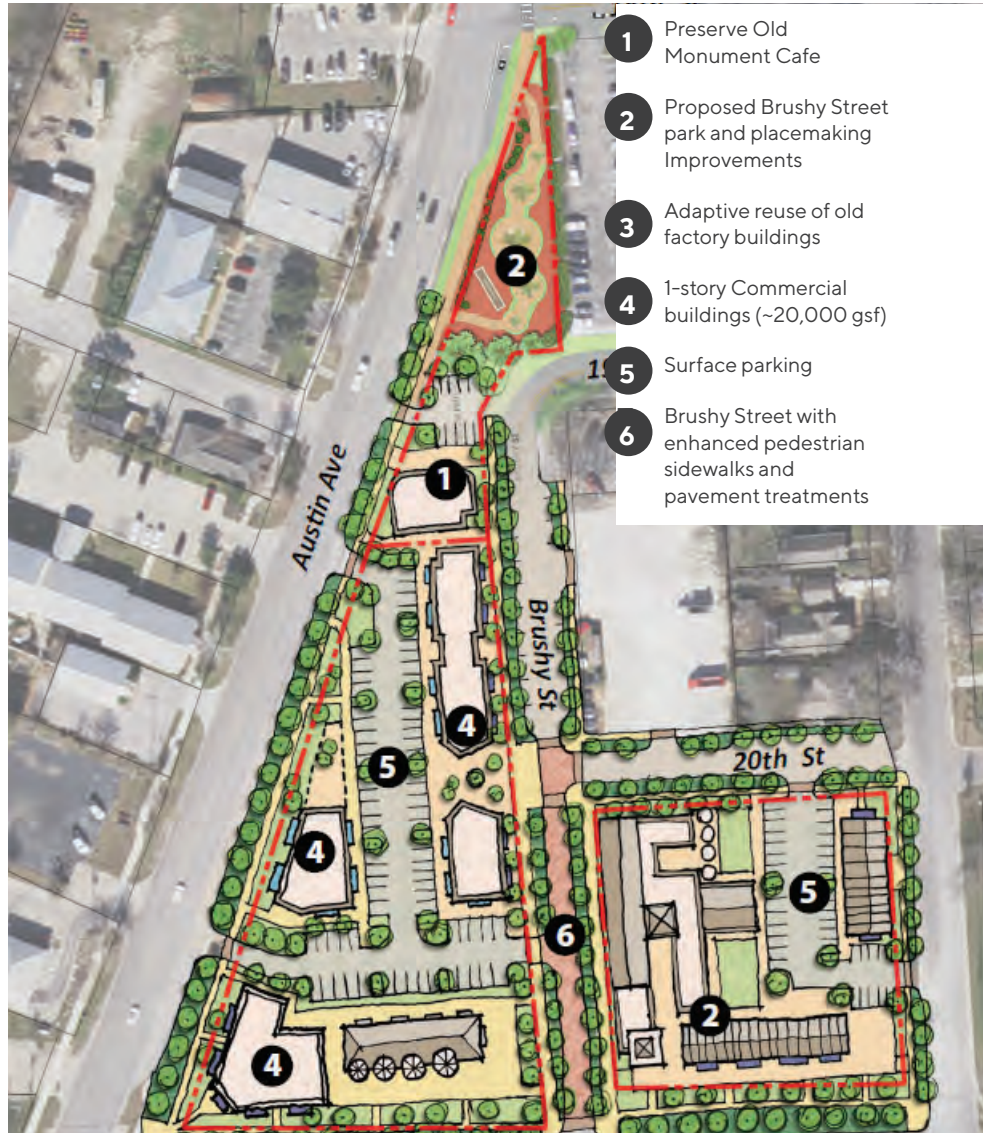 1
Preserve Old
Monument Cafe
2
Proposed Brushy Street
park and placemaking
Improvements
3
Adaptive reuse of old
factory buildings
4
1-story Commercial
buildings (~20,000 gsf)
5
Surface parking
6
Brushy Street with
enhanced pedestrian
sidewalks and
pavement treatments
2
19
1
Austin Ave
Brushy St
4
5
20th St
4
5
6
2
4